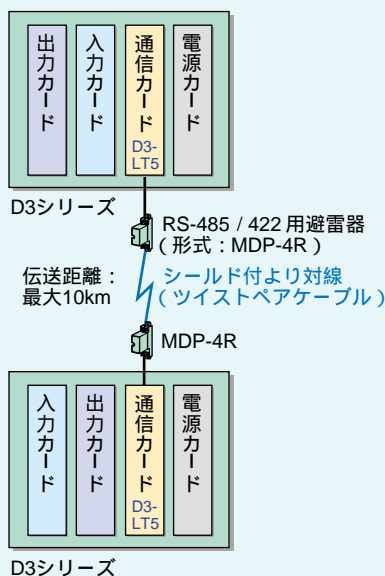 出力カード
入力カード
通信カード
D3-
LT5
電源カード
D3シリーズ
RS-485 / 422 用避雷器
( 形式：MDP-4R )
伝送距離：
最大10km
シールド付より対線
( ツイストペアケーブル )
MDP-4R
入力カード
出力カード
通信カード
D3-
LT5
電源カード
D3シリーズ